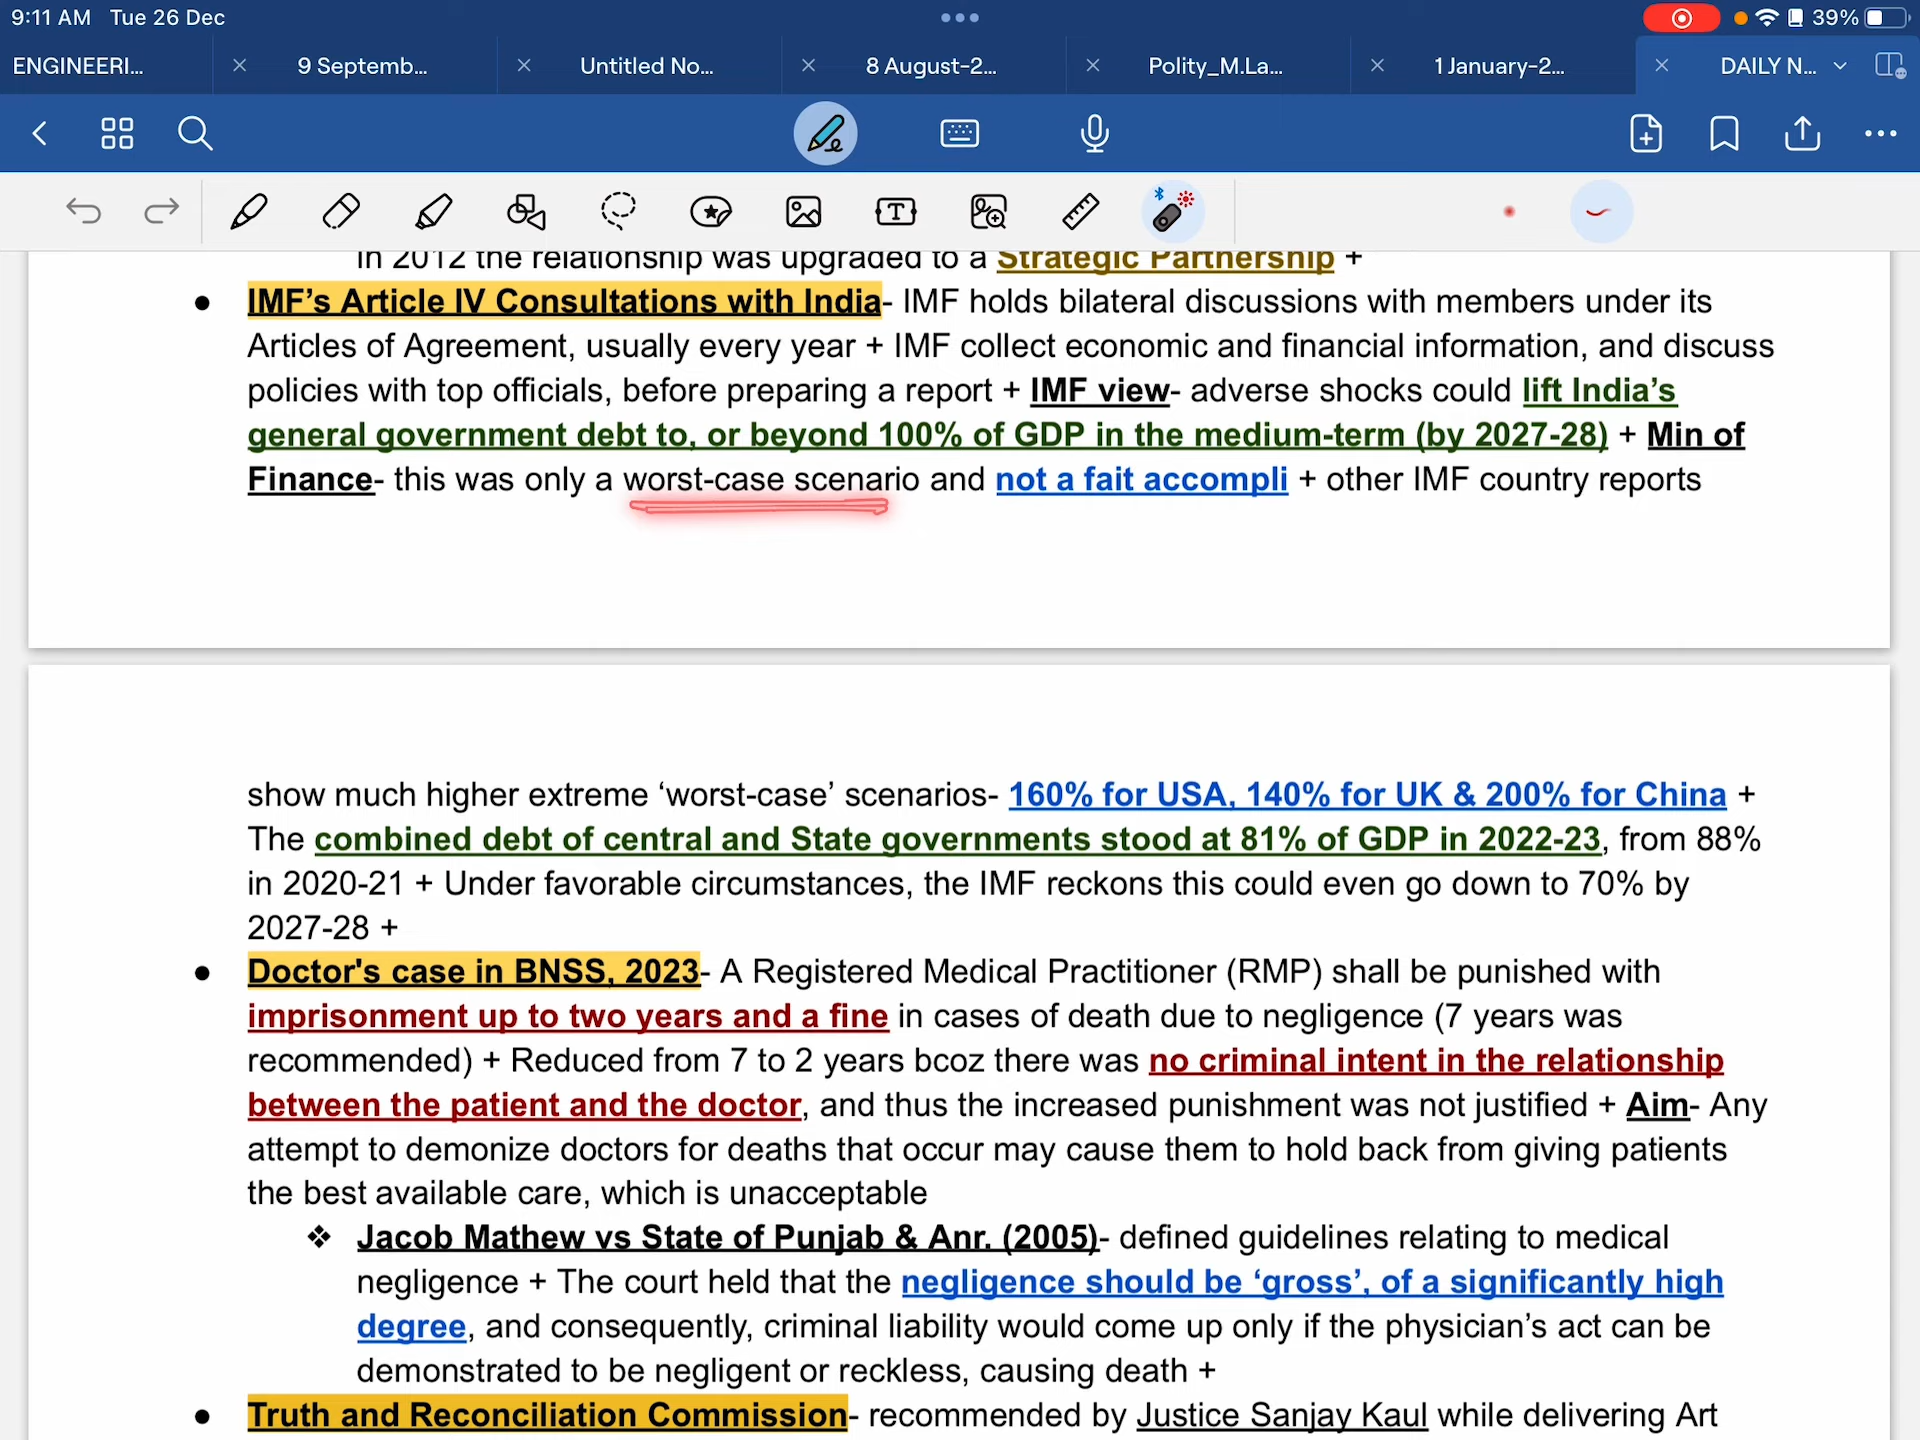 9:11 AM Tue 26 Dec
39%
ENGINEERI...
9 Septemb...
Untitled No...
8 August-2...
Polity_M.La...
1 January-2...
DAILY N...
in 2012 the relationship was upgraded to a Strategic Partnership +
● IMF’s Article IV Consultations with India- IMF holds bilateral discussions with members under its
Articles of Agreement, usually every year + IMF collect economic and financial information, and discuss
policies with top officials, before preparing a report + IMF view- adverse shocks could lift India’s
general government debt to, or beyond 100% of GDP in the medium-term (by 2027-28) + Min of
Finance- this was only a worst-case scenario and not a fait accompli + other IMF country reports
show much higher extreme ‘worst-case’ scenarios- 160% for USA, 140% for UK & 200% for China +
The combined debt of central and State governments stood at 81% of GDP in 2022-23, from 88%
in 2020-21 + Under favorable circumstances, the IMF reckons this could even go down to 70% by
2027-28 +
● Doctor's case in BNSS, 2023- A Registered Medical Practitioner (RMP) shall be punished with
imprisonment up to two years and a fine in cases of death due to negligence (7 years was
recommended) + Reduced from 7 to 2 years bcoz there was no criminal intent in the relationship
between the patient and the doctor, and thus the increased punishment was not justified + Aim- Any
attempt to demonize doctors for deaths that occur may cause them to hold back from giving patients
the best available care, which is unacceptable
❖ Jacob Mathew vs State of Punjab & Anr. (2005)- defined guidelines relating to medical
negligence + The court held that the negligence should be ‘gross’, of a significantly high
degree, and consequently, criminal liability would come up only if the physician’s act can be
demonstrated to be negligent or reckless, causing death +
● Truth and Reconciliation Commission- recommended by Justice Sanjay Kaul while delivering Art